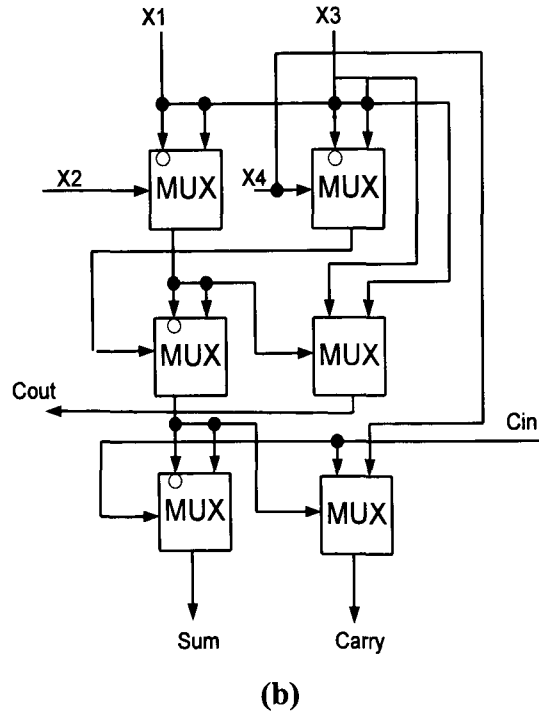 X1 X3
X2 MUX X4 MUX
MUX MUX
Cout Cin
MUX MUX
Sum Carry
(b)